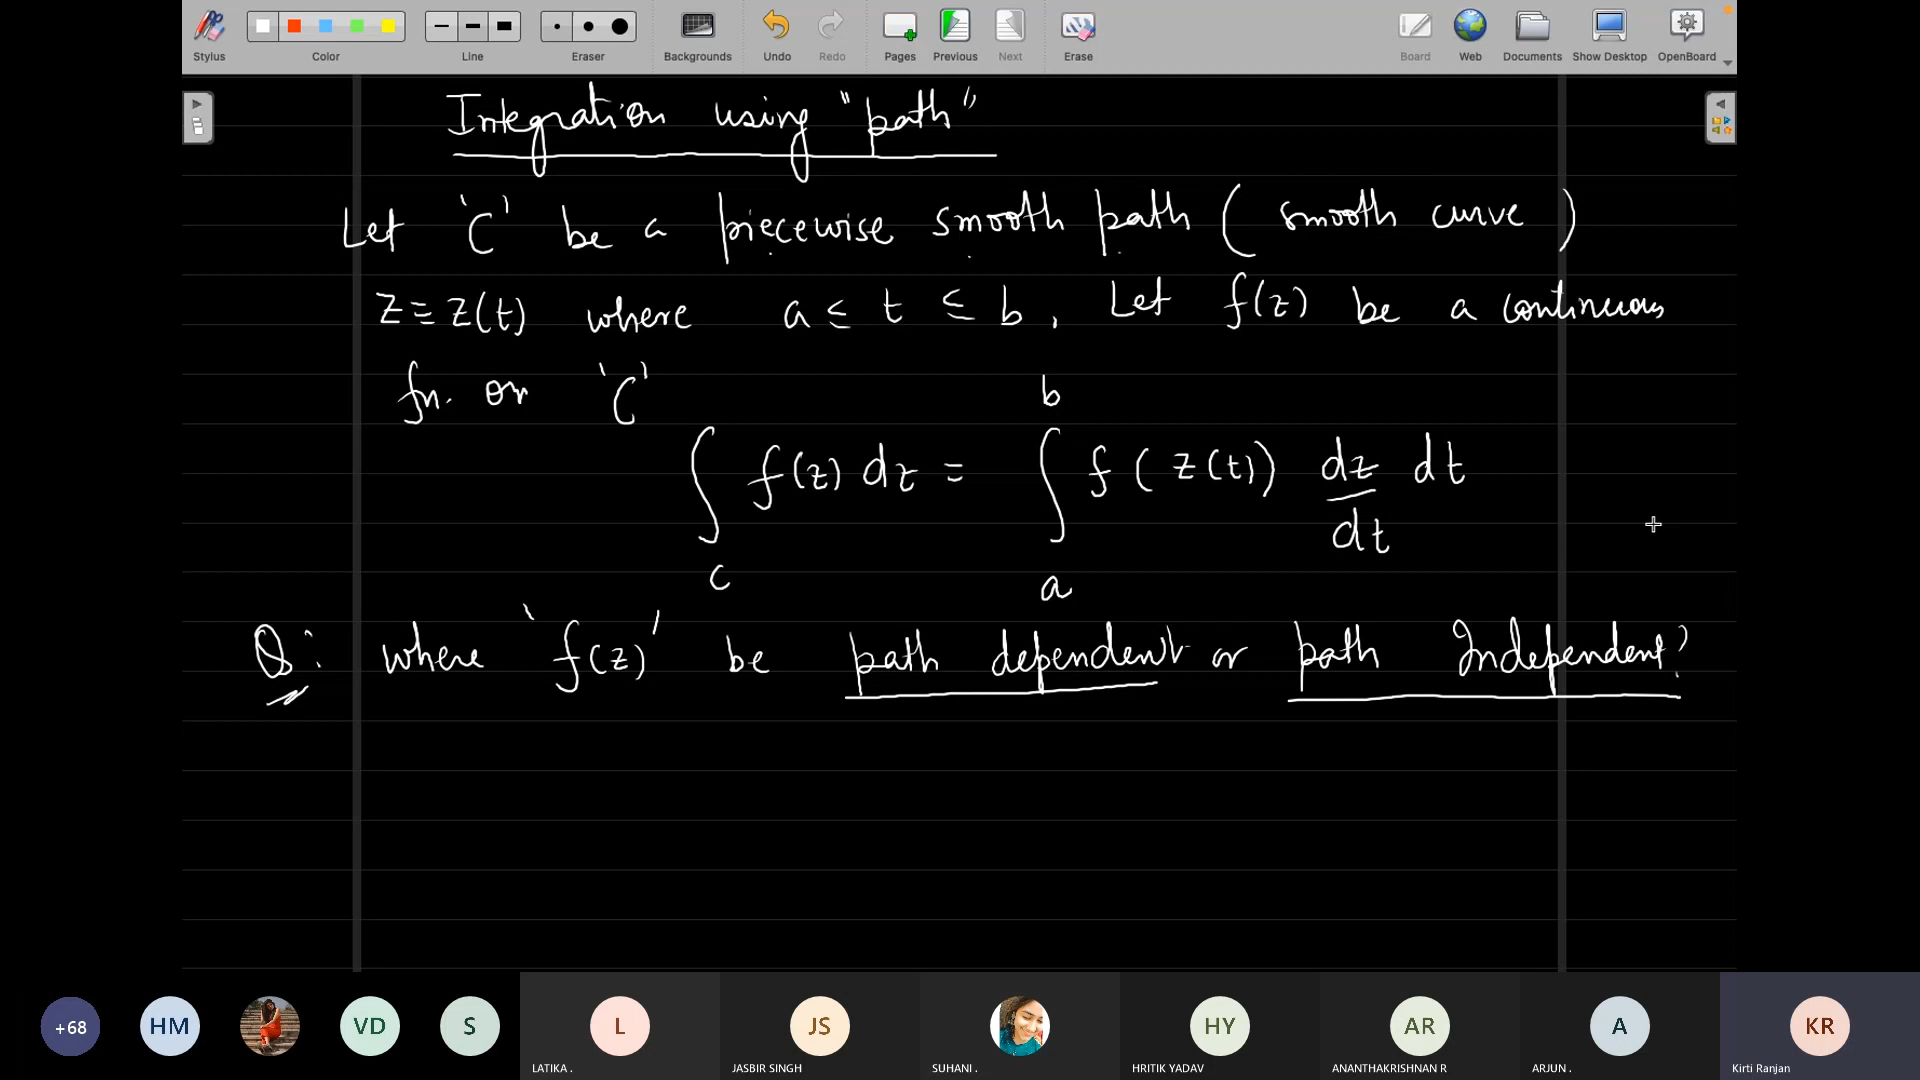 Stylus Color Line Eraser Backgrounds Undo Redo Pages Previous Next Erase Board Web Documents Show Desktop OpenBoard
Integration using "path"
Let 'C' be a piecewise smooth path ( smooth curve )
z = z(t) where a ≤ t ≤ b , Let f(z) be a continuous
fn. on 'C'
∫_C f(z) dz = ∫_a^b f ( z(t) ) dz/dt dt
Q: where 'f(z)' be path dependent or path Independent?
+68 HM VD S L JS HY AR A KR
LATIKA . JASBIR SINGH SUHANI . HRITIK YADAV ANANTHAKRISHNAN R ARJUN . Kirti Ranjan